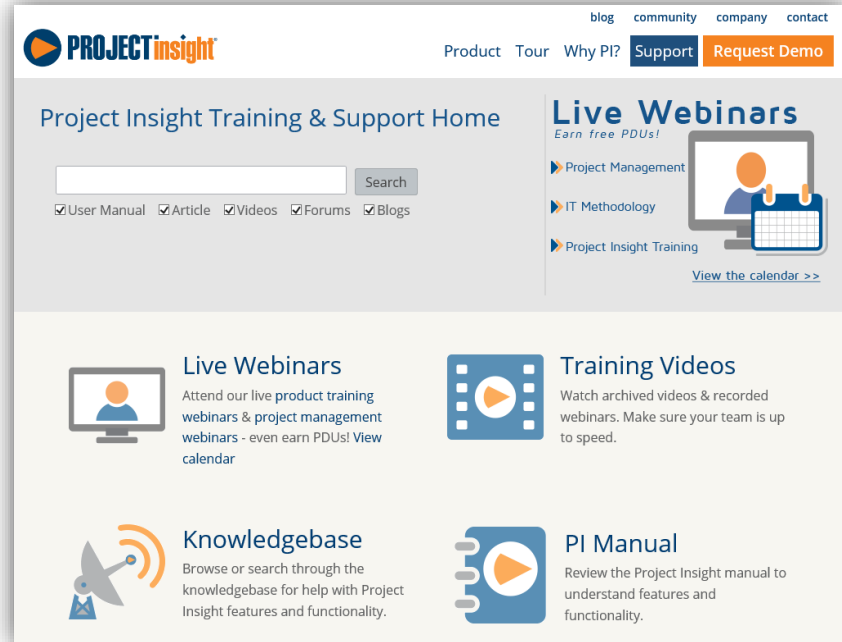 blog community company contact
PROJECTinsight®
Product Tour Why PI? Support Request Demo
Project Insight Training & Support Home
Search
User Manual Article Videos Forums Blogs
Live Webinars
Earn free PDUs!
Project Management
IT Methodology
Project Insight Training
View the calendar >>
Live Webinars
Attend our live product training
webinars & project management
webinars - even earn PDUs! View
calendar
Training Videos
Watch archived videos & recorded
webinars. Make sure your team is up
to speed.
Knowledgebase
Browse or search through the
knowledgebase for help with Project
Insight features and functionality.
PI Manual
Review the Project Insight manual to
understand features and
functionality.